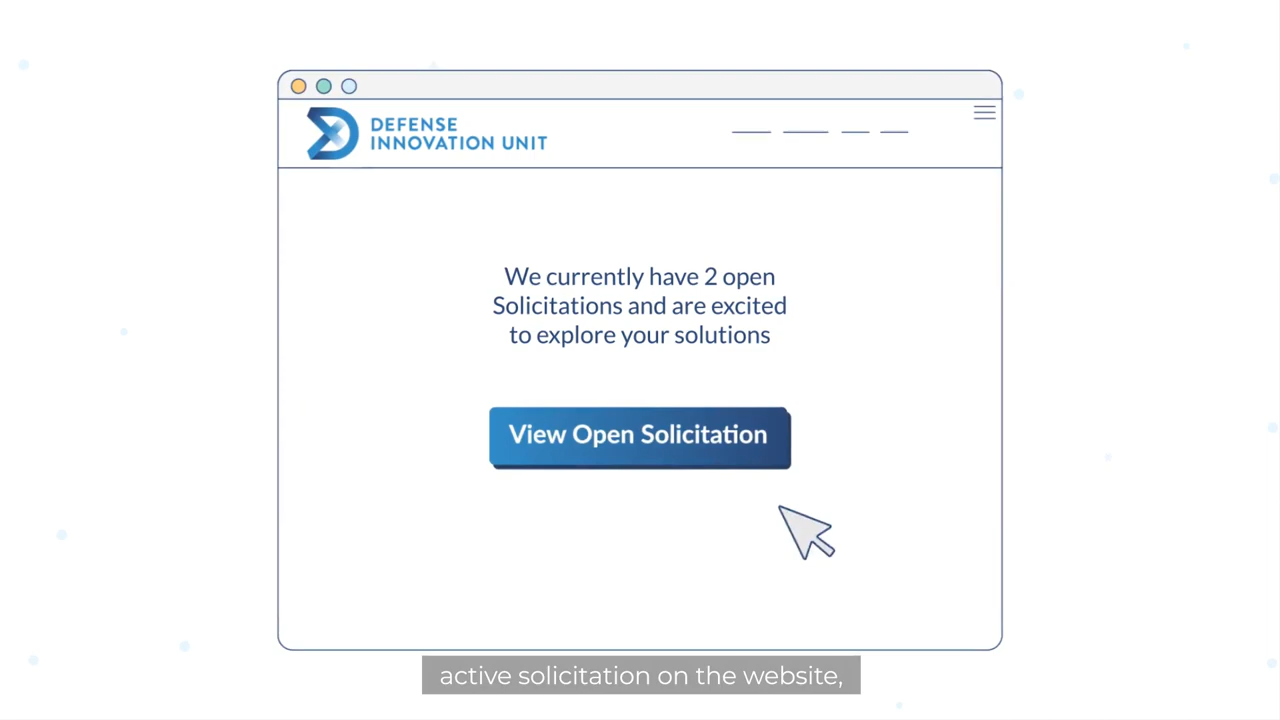 DEFENSE
INNOVATION UNIT
We currently have 2 open
Solicitations and are excited
to explore your solutions
View Open Solicitation
active solicitation on the website,